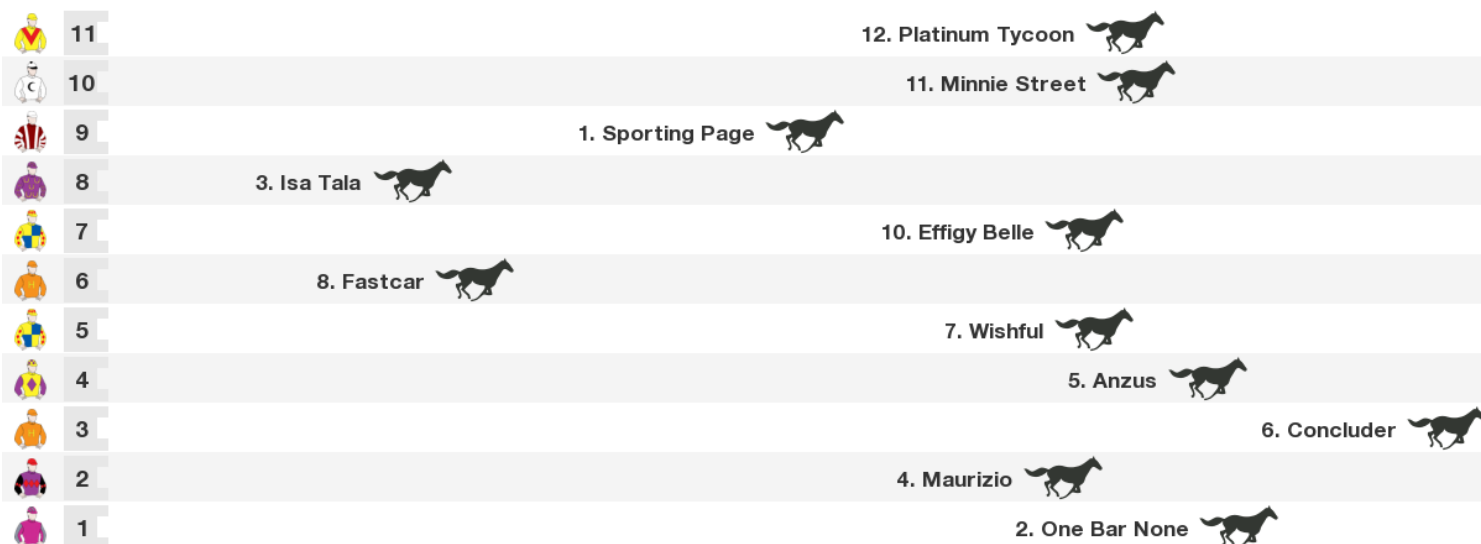 11 12. Platinum Tycoon
10 11. Minnie Street
9 1. Sporting Page
8 3. Isa Tala
7 10. Effigy Belle
6 8. Fastcar
5 7. Wishful
4 5. Anzus
3 6. Concluder
2 4. Maurizio
1 2. One Bar None